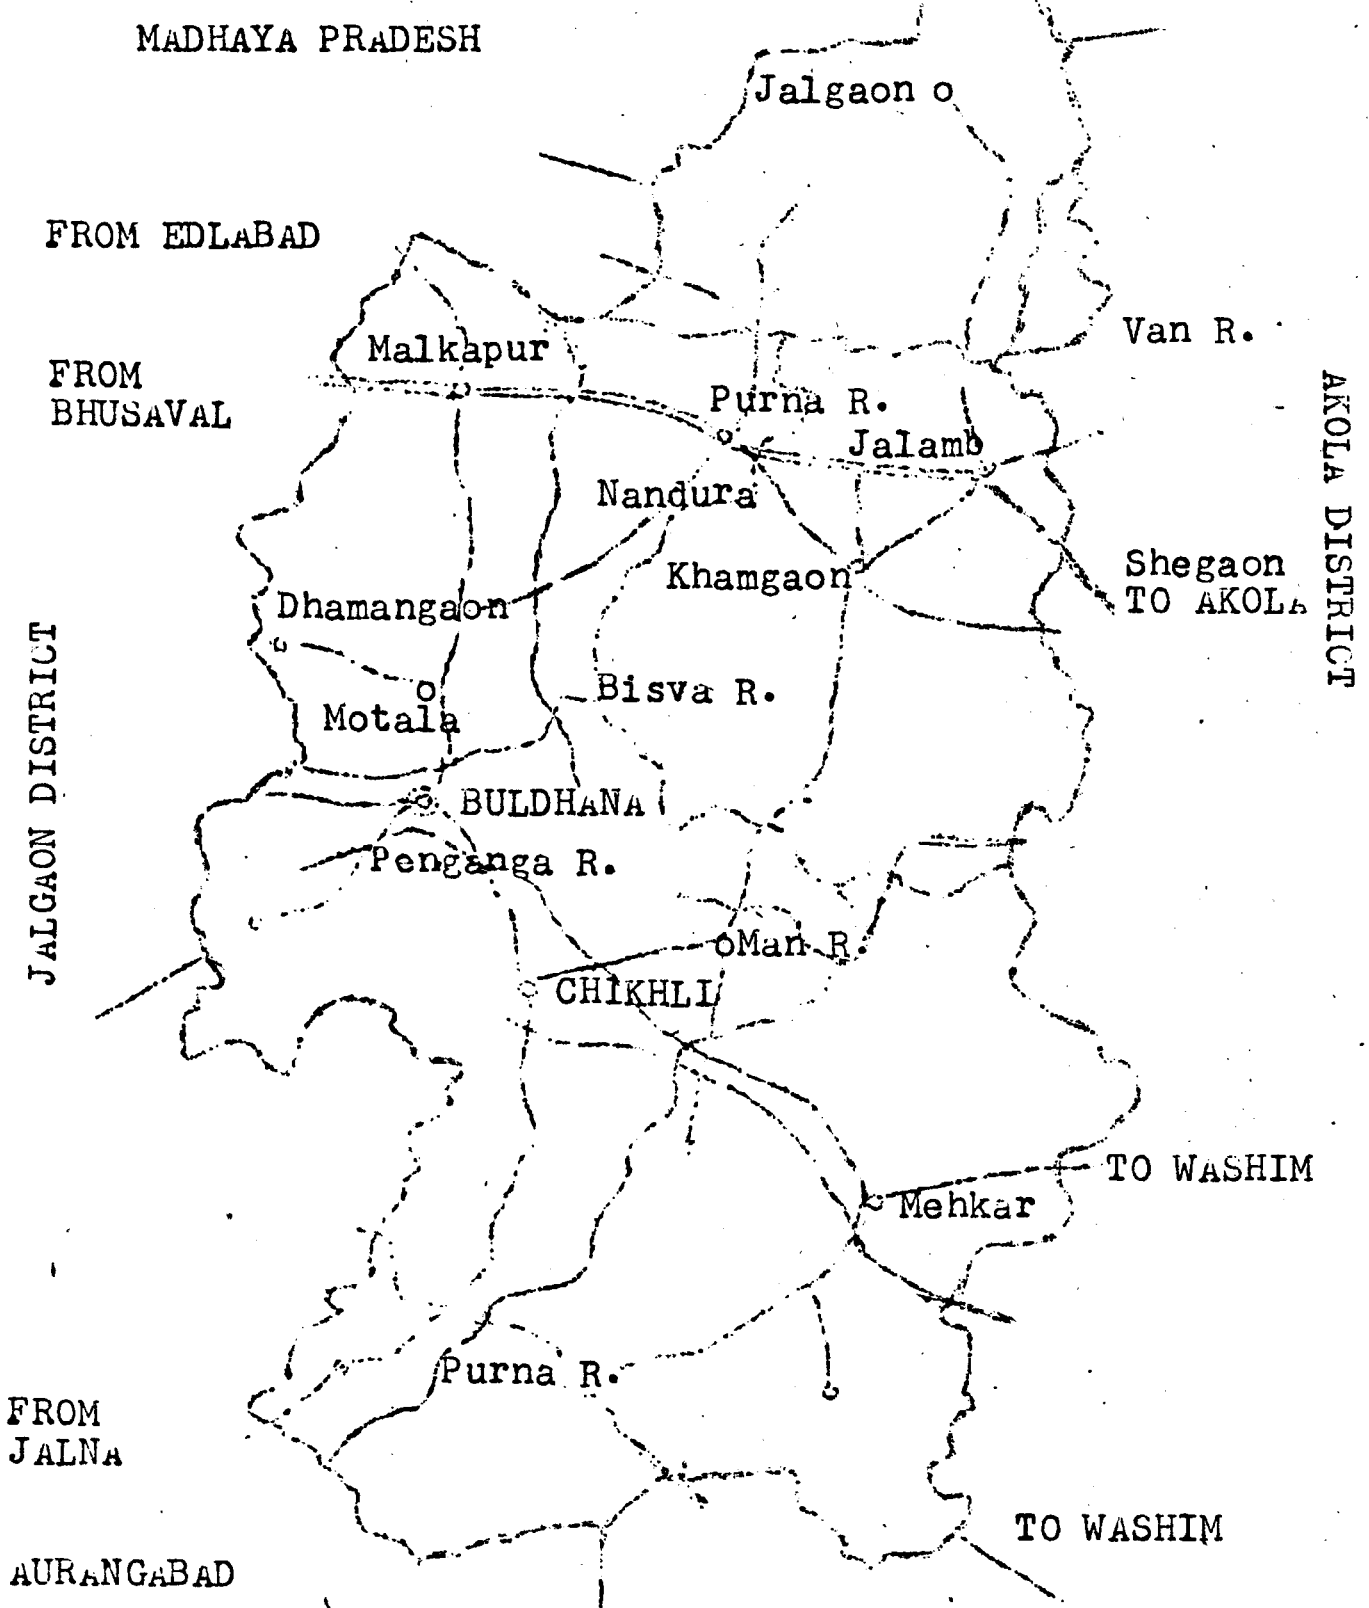 MADHAYA PRADESH
Jalgaon
FROM EDLABAD
Van R.
Malkapur
FROM
BHUSAVAL
Purna R.
Jalamb
AKOLA DISTRICT
Nandura
Khamgaon
Shegaon
TO AKOLA
Dhamangaon
JALGAON DISTRICT
Bisva R.
Motala
BULDHANA
Penganga R.
Man R.
CHIKHLI
TO WASHIM
Mehkar
Purna R.
FROM
JALNA
TO WASHIM
AURANGABAD